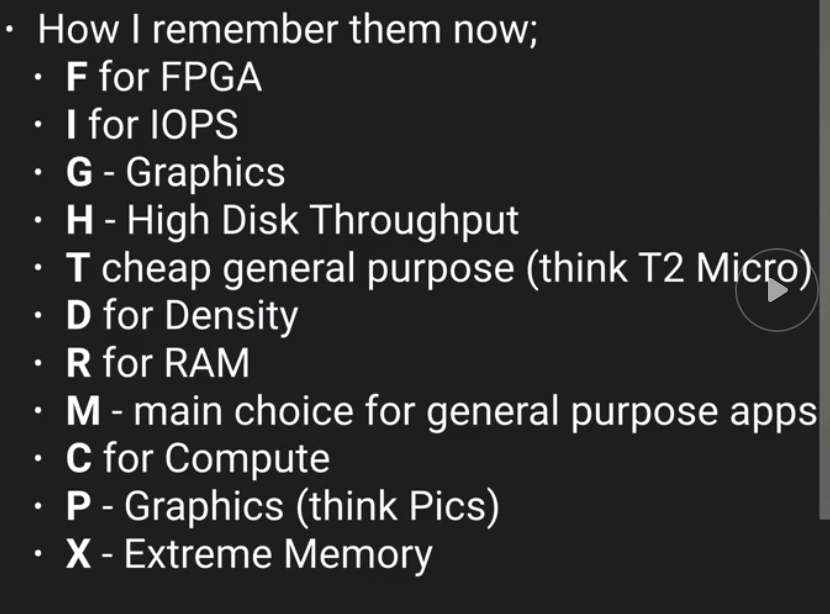 · How I remember them now;
· F for FPGA
· I for IOPS
· G - Graphics
· H - High Disk Throughput
· T cheap general purpose (think T2 Micro)
· D for Density
· R for RAM
· M - main choice for general purpose apps
· C for Compute
· P - Graphics (think Pics)
· X - Extreme Memory